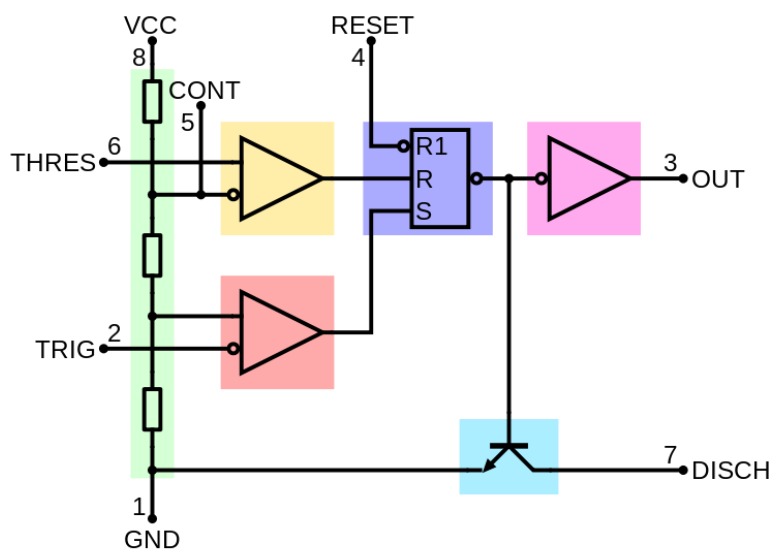 VCC
8
RESET
4
CONT
5
THRES
6
R1
R
S
3
OUT
TRIG
2
7
DISCH
1
GND